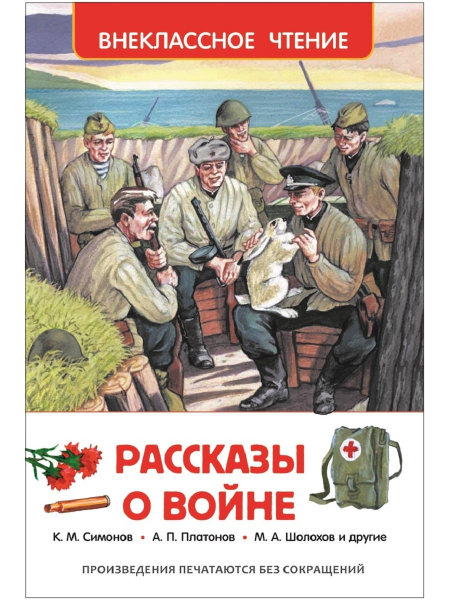 ВНЕКЛАССНОЕ ЧТЕНИЕ
РАССКАЗЫ
О ВОЙНЕ
К. М. Симонов • А. П. Платонов • М. А. Шолохов и другие
ПРОИЗВЕДЕНИЯ ПЕЧАТАЮТСЯ БЕЗ СОКРАЩЕНИЙ